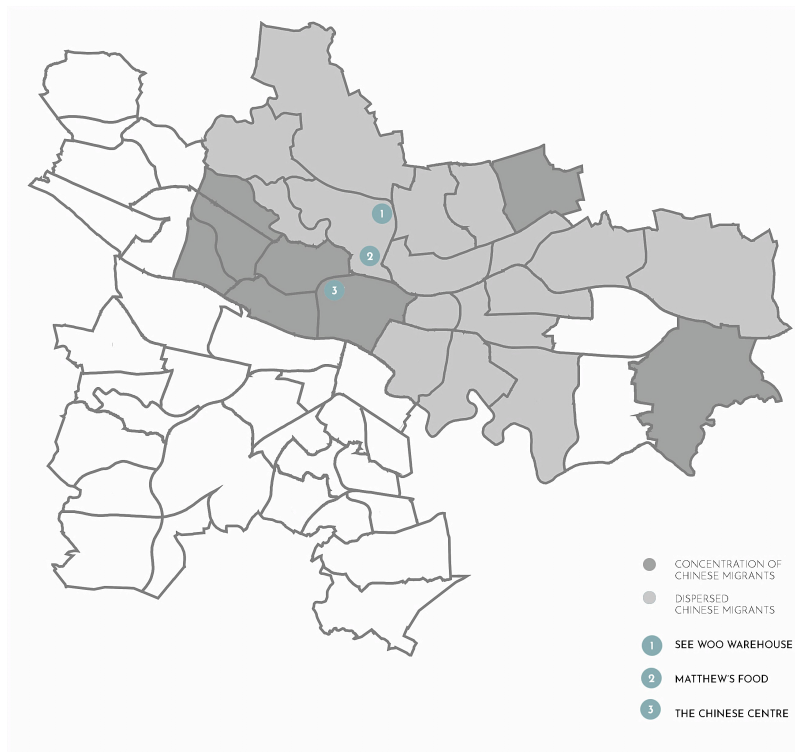 1
2
3
CONCENTRATION OF
CHINESE MIGRANTS
DISPERSED
CHINESE MIGRANTS
1 SEE WOO WAREHOUSE
2 MATTHEW'S FOOD
3 THE CHINESE CENTRE